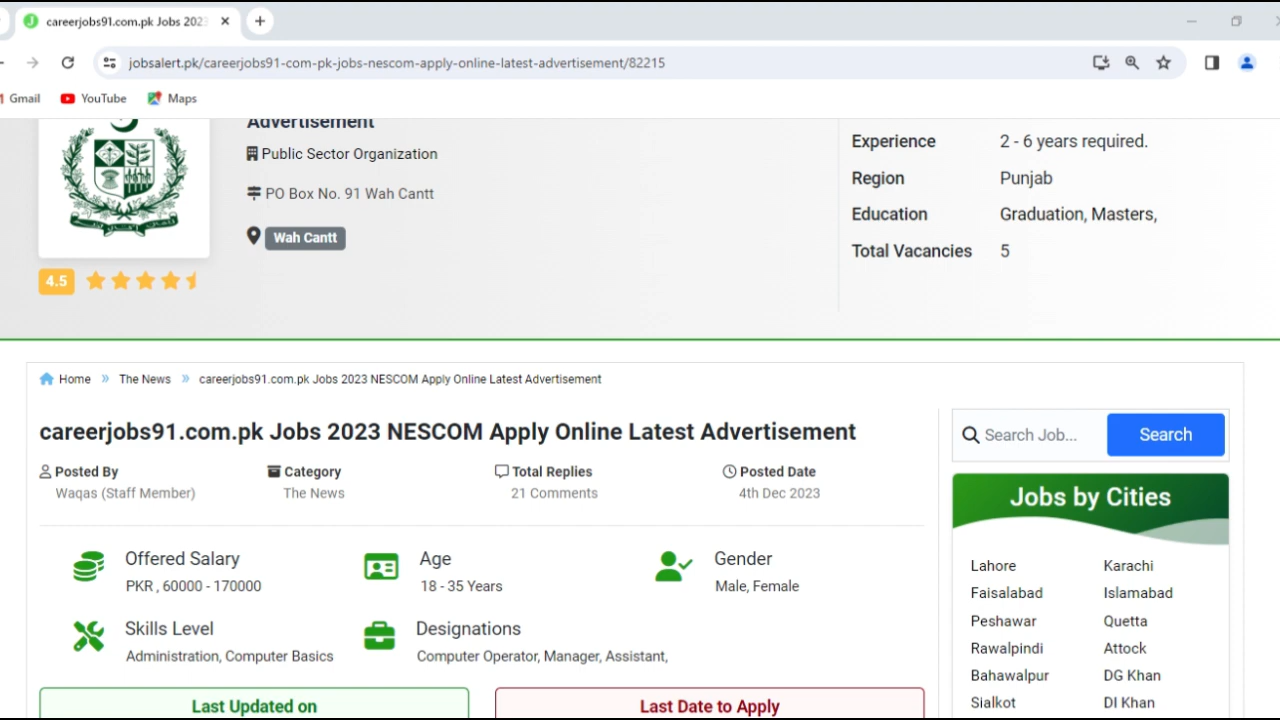 careerjobs91.com.pk Jobs 2023
jobsalert.pk/careerjobs91-com-pk-jobs-nescom-apply-online-latest-advertisement/82215
Gmail YouTube Maps
Advertisement
Public Sector Organization
PO Box No. 91 Wah Cantt
Wah Cantt
4.5
Experience 2 - 6 years required.
Region Punjab
Education Graduation, Masters,
Total Vacancies 5
Home » The News » careerjobs91.com.pk Jobs 2023 NESCOM Apply Online Latest Advertisement
careerjobs91.com.pk Jobs 2023 NESCOM Apply Online Latest Advertisement
Posted By Category Total Replies Posted Date
Waqas (Staff Member) The News 21 Comments 4th Dec 2023
Offered Salary Age Gender
PKR , 60000 - 170000 18 - 35 Years Male, Female
Skills Level Designations
Administration, Computer Basics Computer Operator, Manager, Assistant,
Last Updated on Last Date to Apply
Search Job... Search
Jobs by Cities
Lahore Karachi
Faisalabad Islamabad
Peshawar Quetta
Rawalpindi Attock
Bahawalpur DG Khan
Sialkot DI Khan